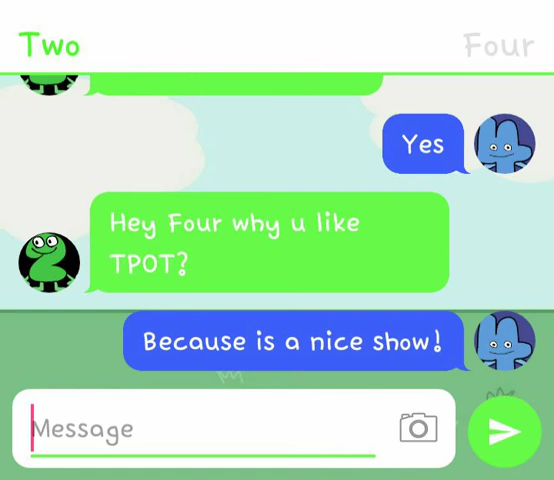 Two
Four
Yes
Hey Four why u like
TPOT?
Because is a nice show!
Message